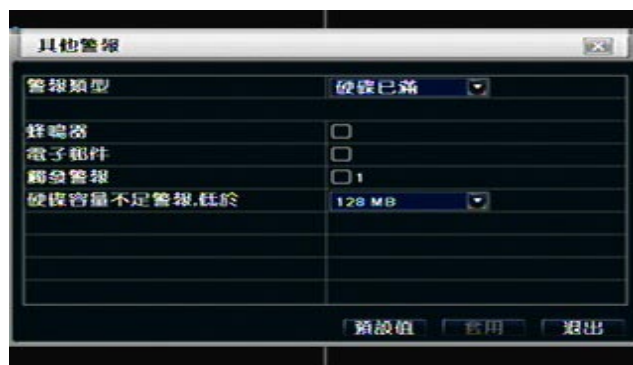 其他警報
警報類型 硬碟已滿
蜂鳴器
電子郵件
觸發警報 1
硬碟容量不足警報,低於 128 MB
預設值 套用 退出